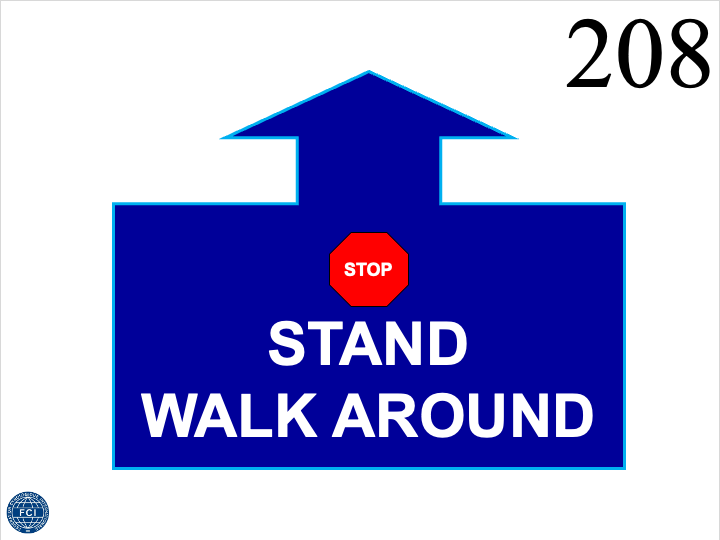 208
STOP
STAND
WALK AROUND
FCI